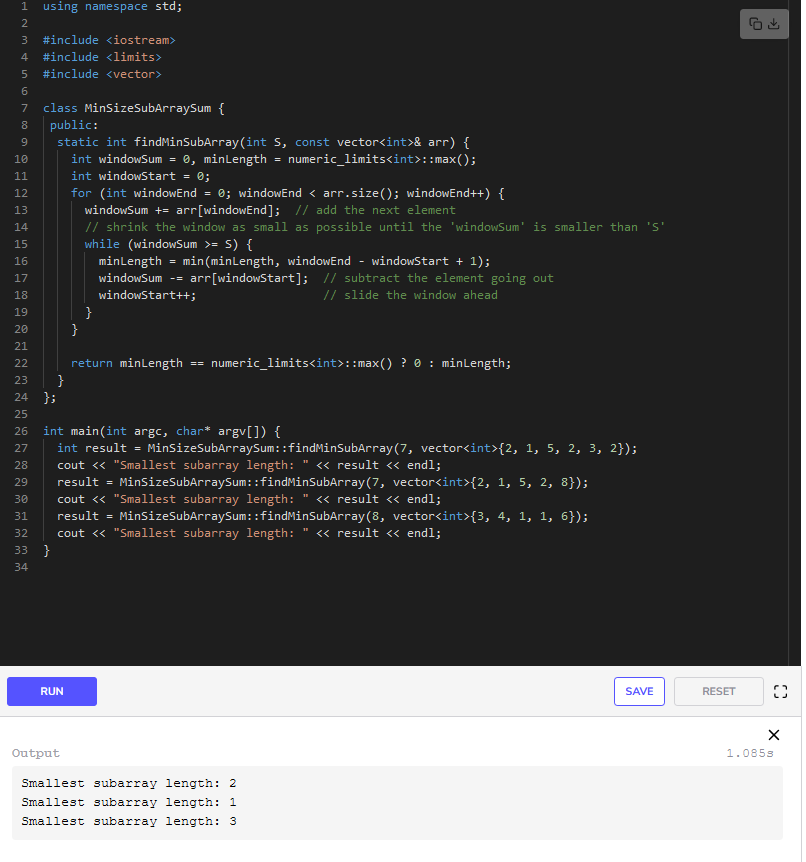 1 using namespace std;
2
3 #include <iostream>
4 #include <limits>
5 #include <vector>
6
7 class MinSizeSubArraySum {
8  public:
9   static int findMinSubArray(int S, const vector<int>& arr) {
10     int windowSum = 0, minLength = numeric_limits<int>::max();
11     int windowStart = 0;
12     for (int windowEnd = 0; windowEnd < arr.size(); windowEnd++) {
13       windowSum += arr[windowEnd];  // add the next element
14       // shrink the window as small as possible until the 'windowSum' is smaller than 'S'
15       while (windowSum >= S) {
16         minLength = min(minLength, windowEnd - windowStart + 1);
17         windowSum -= arr[windowStart];  // subtract the element going out
18         windowStart++;                  // slide the window ahead
19       }
20     }
21
22     return minLength == numeric_limits<int>::max() ? 0 : minLength;
23   }
24 };
25
26 int main(int argc, char* argv[]) {
27   int result = MinSizeSubArraySum::findMinSubArray(7, vector<int>{2, 1, 5, 2, 3, 2});
28   cout << "Smallest subarray length: " << result << endl;
29   result = MinSizeSubArraySum::findMinSubArray(7, vector<int>{2, 1, 5, 2, 8});
30   cout << "Smallest subarray length: " << result << endl;
31   result = MinSizeSubArraySum::findMinSubArray(8, vector<int>{3, 4, 1, 1, 6});
32   cout << "Smallest subarray length: " << result << endl;
33 }
34
RUN SAVE RESET
Output 1.085s
Smallest subarray length: 2
Smallest subarray length: 1
Smallest subarray length: 3